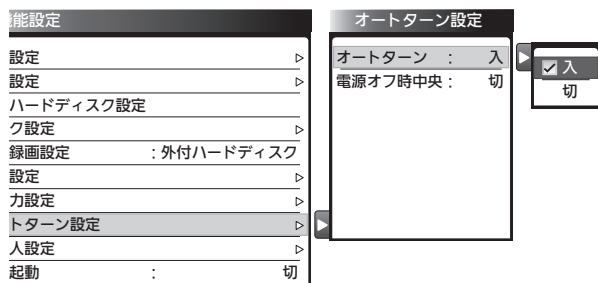 能設定
設定
設定
ハードディスク設定
ク設定
録画設定 ：外付ハードディスク
設定
力設定
トターン設定
人設定
起動 ： 切
オートターン設定
オートターン ： 入
電源オフ時中央： 切
入
切